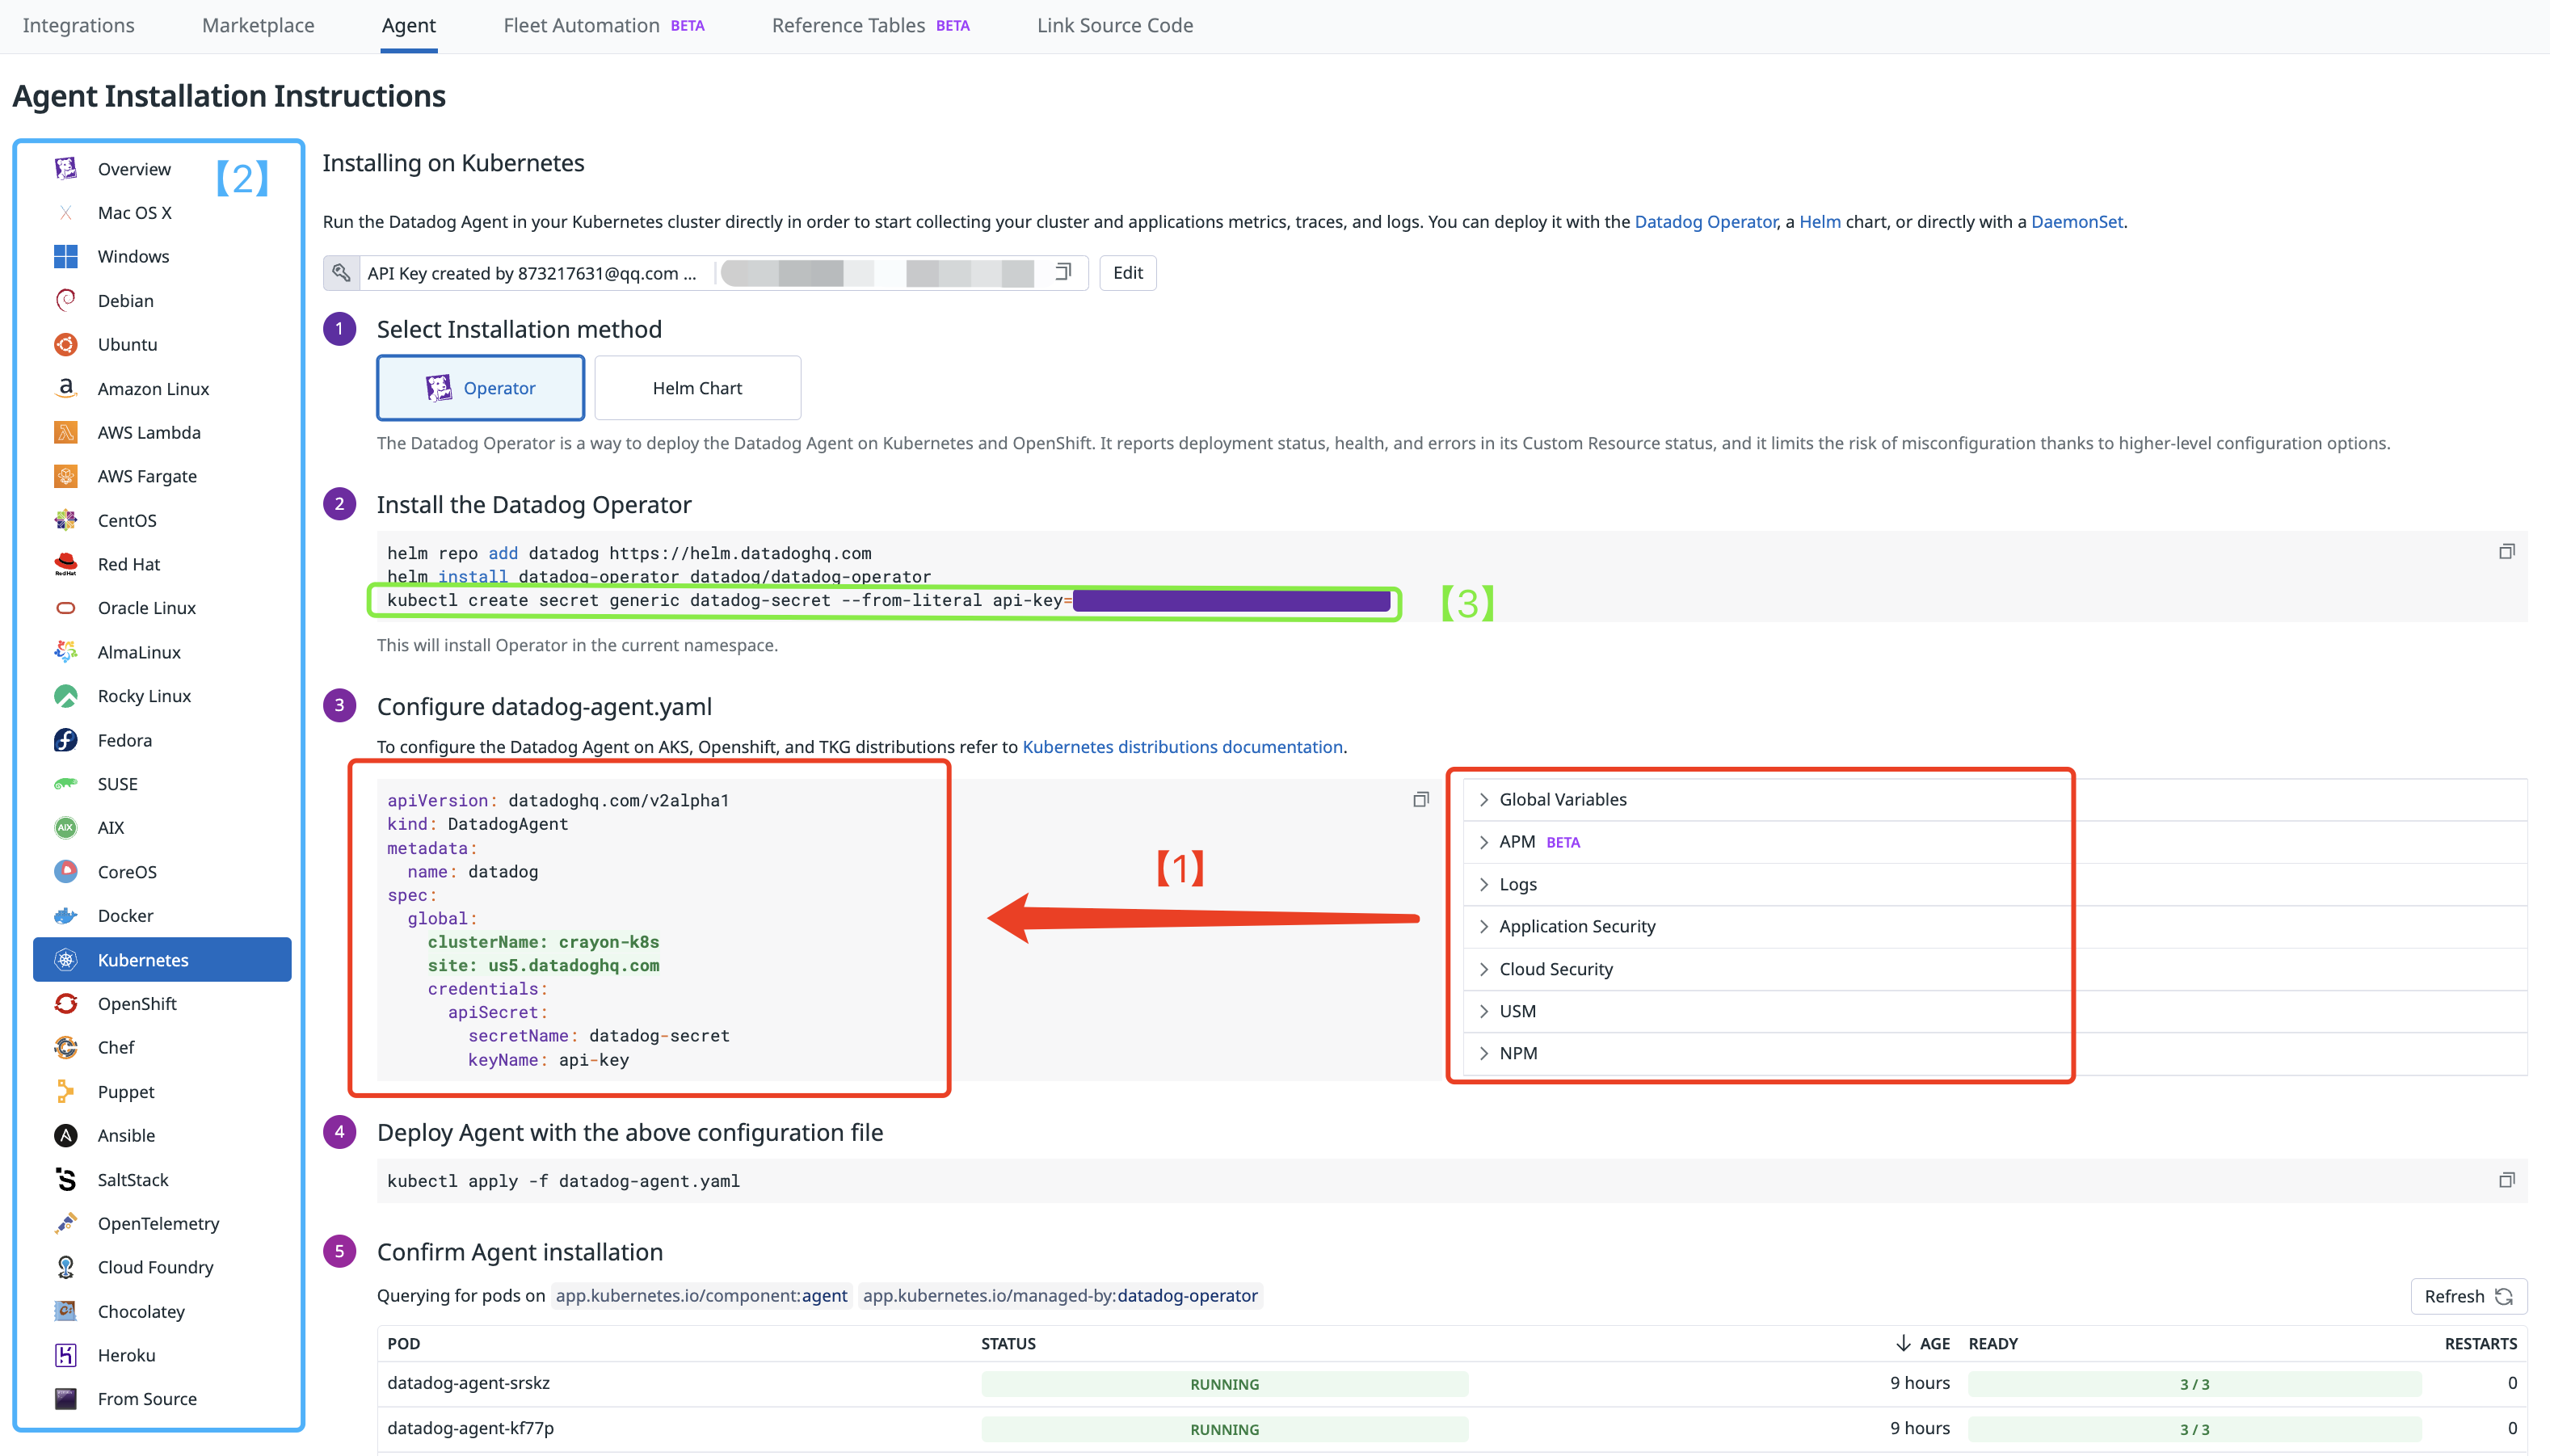 Integrations Marketplace Agent Fleet Automation BETA Reference Tables BETA Link Source Code
Agent Installation Instructions
Overview
【2】
Mac OS X
Windows
Debian
Ubuntu
Amazon Linux
AWS Lambda
AWS Fargate
CentOS
Red Hat
Oracle Linux
AlmaLinux
Rocky Linux
Fedora
SUSE
AIX
CoreOS
Docker
Kubernetes
OpenShift
Chef
Puppet
Ansible
SaltStack
OpenTelemetry
Cloud Foundry
Chocolatey
Heroku
From Source
Installing on Kubernetes
Run the Datadog Agent in your Kubernetes cluster directly in order to start collecting your cluster and applications metrics, traces, and logs. You can deploy it with the Datadog Operator, a Helm chart, or directly with a DaemonSet.
API Key created by 873217631@qq.com ...
Edit
1 Select Installation method
Operator
Helm Chart
The Datadog Operator is a way to deploy the Datadog Agent on Kubernetes and OpenShift. It reports deployment status, health, and errors in its Custom Resource status, and it limits the risk of misconfiguration thanks to higher-level configuration options.
2 Install the Datadog Operator
helm repo add datadog https://helm.datadoghq.com
helm install datadog-operator datadog/datadog-operator
kubectl create secret generic datadog-secret --from-literal api-key=
【3】
This will install Operator in the current namespace.
3 Configure datadog-agent.yaml
To configure the Datadog Agent on AKS, Openshift, and TKG distributions refer to Kubernetes distributions documentation.
apiVersion: datadoghq.com/v2alpha1
kind: DatadogAgent
metadata:
name: datadog
spec:
global:
clusterName: crayon-k8s
site: us5.datadoghq.com
credentials:
apiSecret:
secretName: datadog-secret
keyName: api-key
【1】
Global Variables
APM BETA
Logs
Application Security
Cloud Security
USM
NPM
4 Deploy Agent with the above configuration file
kubectl apply -f datadog-agent.yaml
5 Confirm Agent installation
Querying for pods on app.kubernetes.io/component:agent app.kubernetes.io/managed-by:datadog-operator
Refresh
POD STATUS AGE READY RESTARTS
datadog-agent-srskz RUNNING 9 hours 3 / 3 0
datadog-agent-kf77p RUNNING 9 hours 3 / 3 0